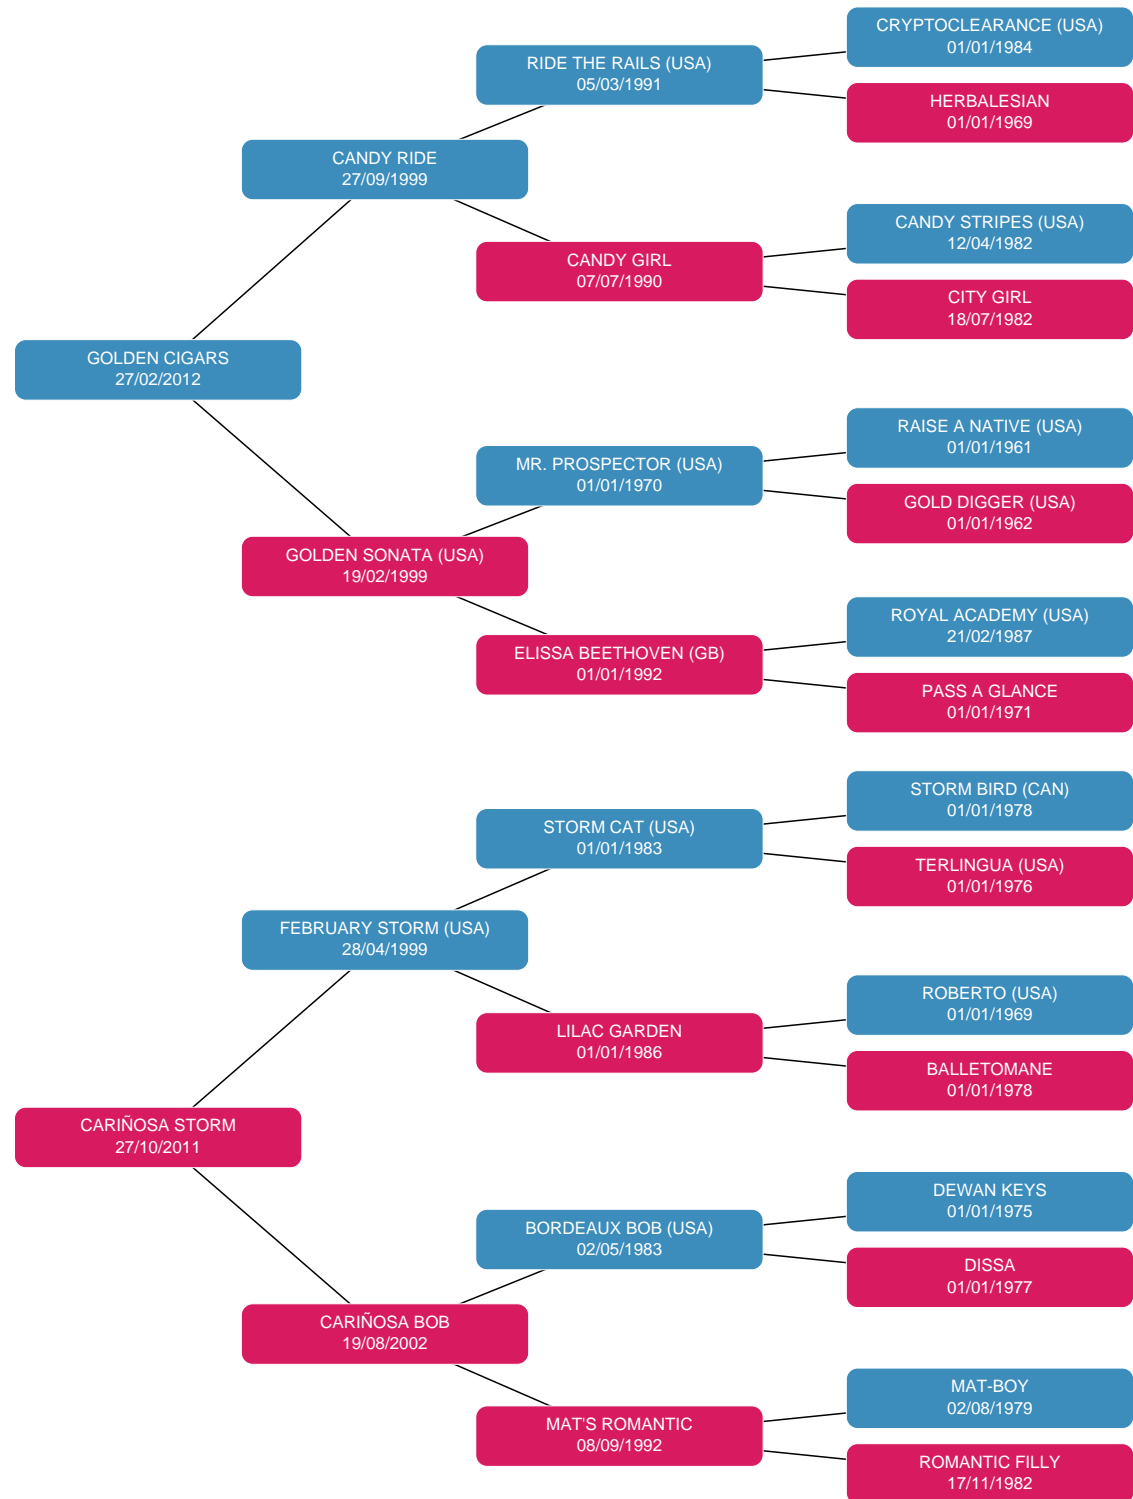 CRYPTOCLEARANCE (USA)
01/01/1984
RIDE THE RAILS (USA)
05/03/1991
HERBALESIAN
01/01/1969
CANDY RIDE
27/09/1999
CANDY STRIPES (USA)
12/04/1982
CANDY GIRL
07/07/1990
CITY GIRL
18/07/1982
GOLDEN CIGARS
27/02/2012
RAISE A NATIVE (USA)
01/01/1961
MR. PROSPECTOR (USA)
01/01/1970
GOLD DIGGER (USA)
01/01/1962
GOLDEN SONATA (USA)
19/02/1999
ROYAL ACADEMY (USA)
21/02/1987
ELISSA BEETHOVEN (GB)
01/01/1992
PASS A GLANCE
01/01/1971
STORM BIRD (CAN)
01/01/1978
STORM CAT (USA)
01/01/1983
TERLINGUA (USA)
01/01/1976
FEBRUARY STORM (USA)
28/04/1999
ROBERTO (USA)
01/01/1969
LILAC GARDEN
01/01/1986
BALLETOMANE
01/01/1978
CARIÑOSA STORM
27/10/2011
DEWAN KEYS
01/01/1975
BORDEAUX BOB (USA)
02/05/1983
DISSA
01/01/1977
CARIÑOSA BOB
19/08/2002
MAT-BOY
02/08/1979
MAT'S ROMANTIC
08/09/1992
ROMANTIC FILLY
17/11/1982